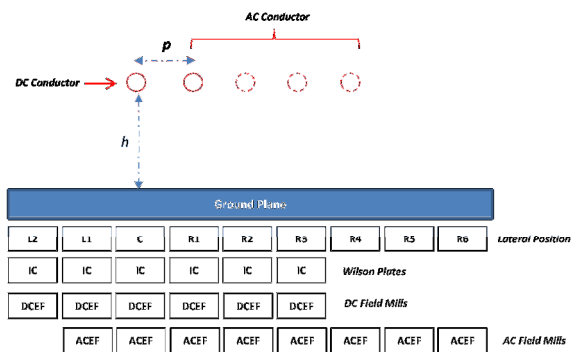 AC Conductor
p
DC Conductor
h
Ground Plane
L2 L1 C R1 R2 R3 R4 R5 R6 Lateral Position
IC IC IC IC IC IC Wilson Plates
DCEF DCEF DCEF DCEF DCEF DCEF DC Field Mills
ACEF ACEF ACEF ACEF ACEF ACEF ACEF ACEF AC Field Mills